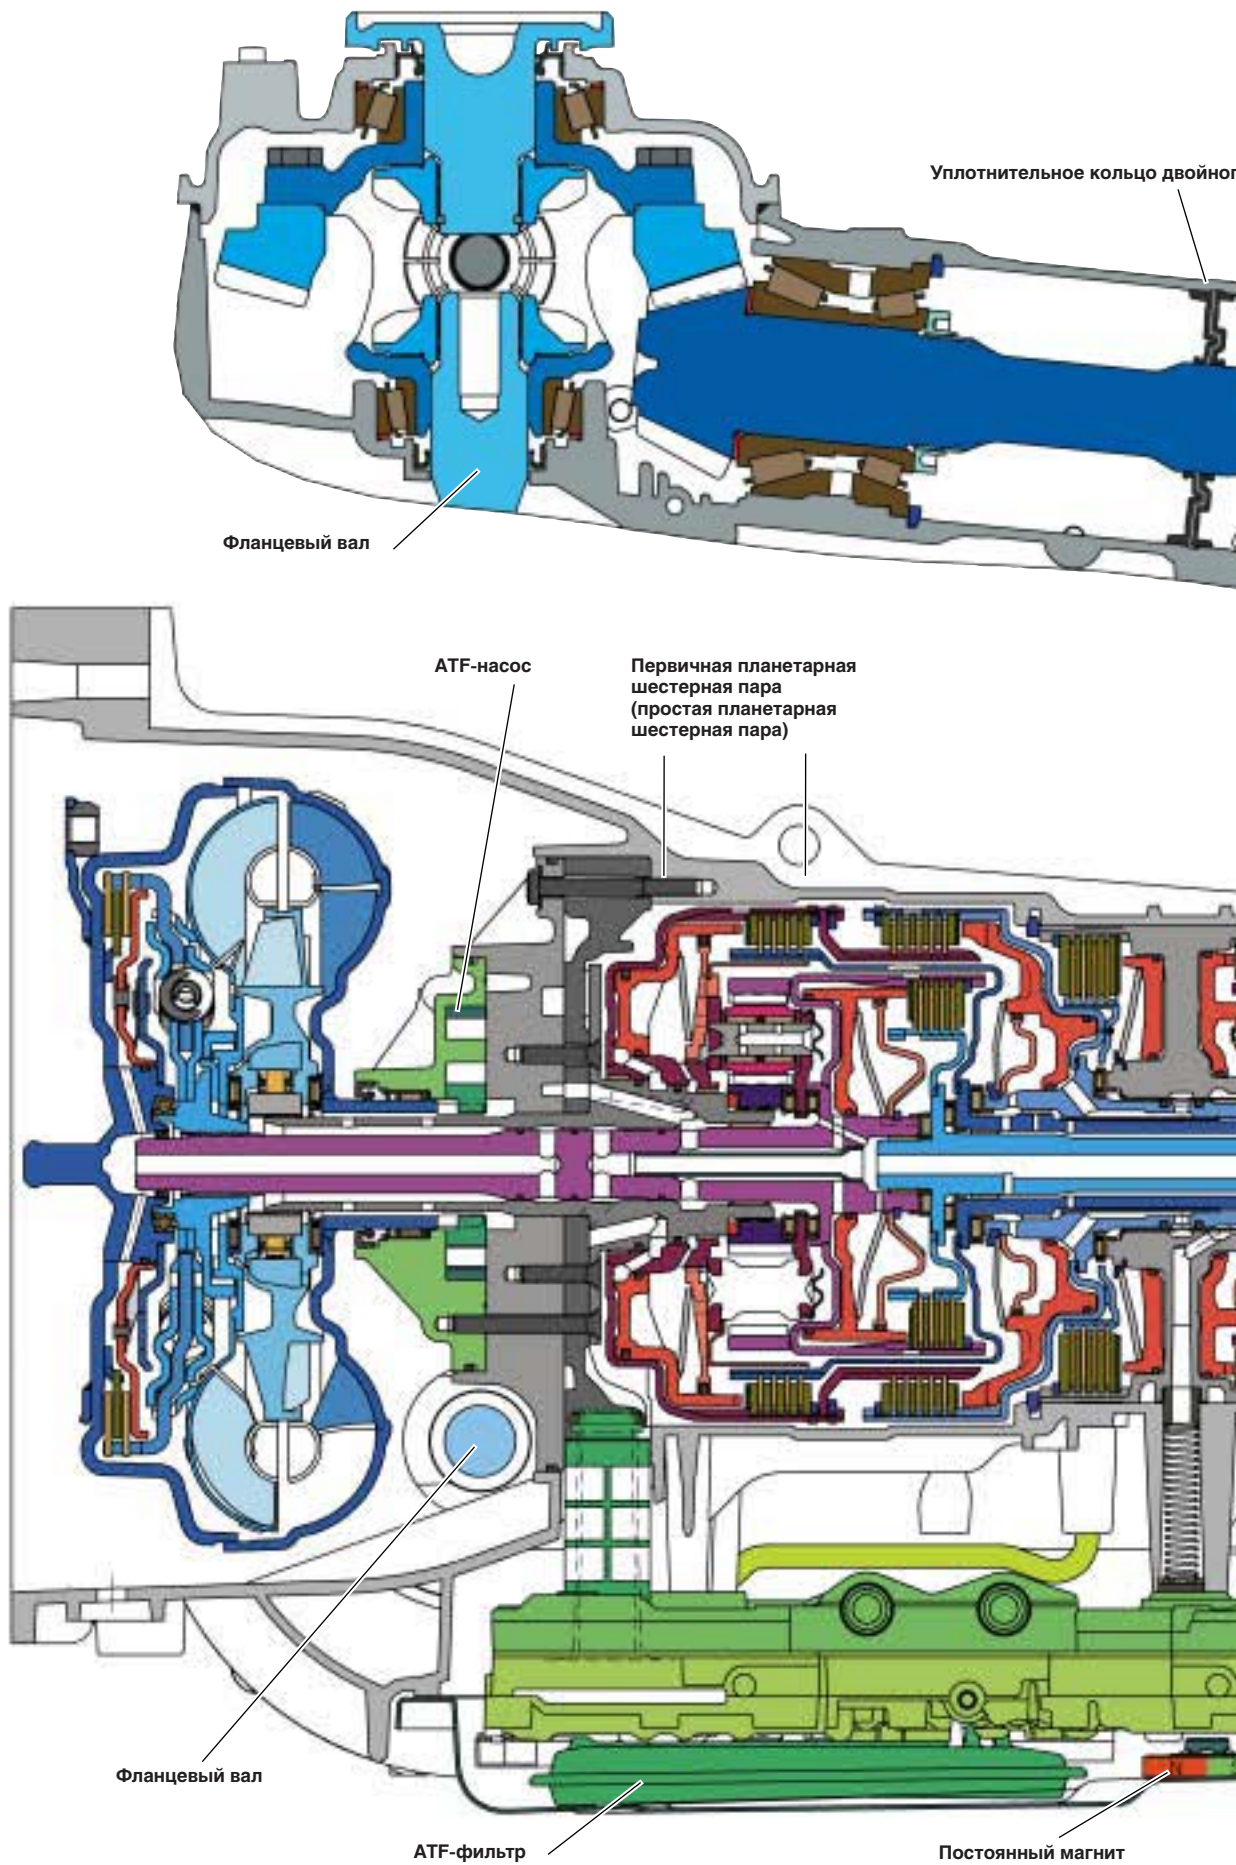 Уплотнительное кольцо двойног
Фланцевый вал
ATF-насос
Первичная планетарная
шестерная пара
(простая планетарная
шестерная пара)
Фланцевый вал
ATF-фильтр
Постоянный магнит